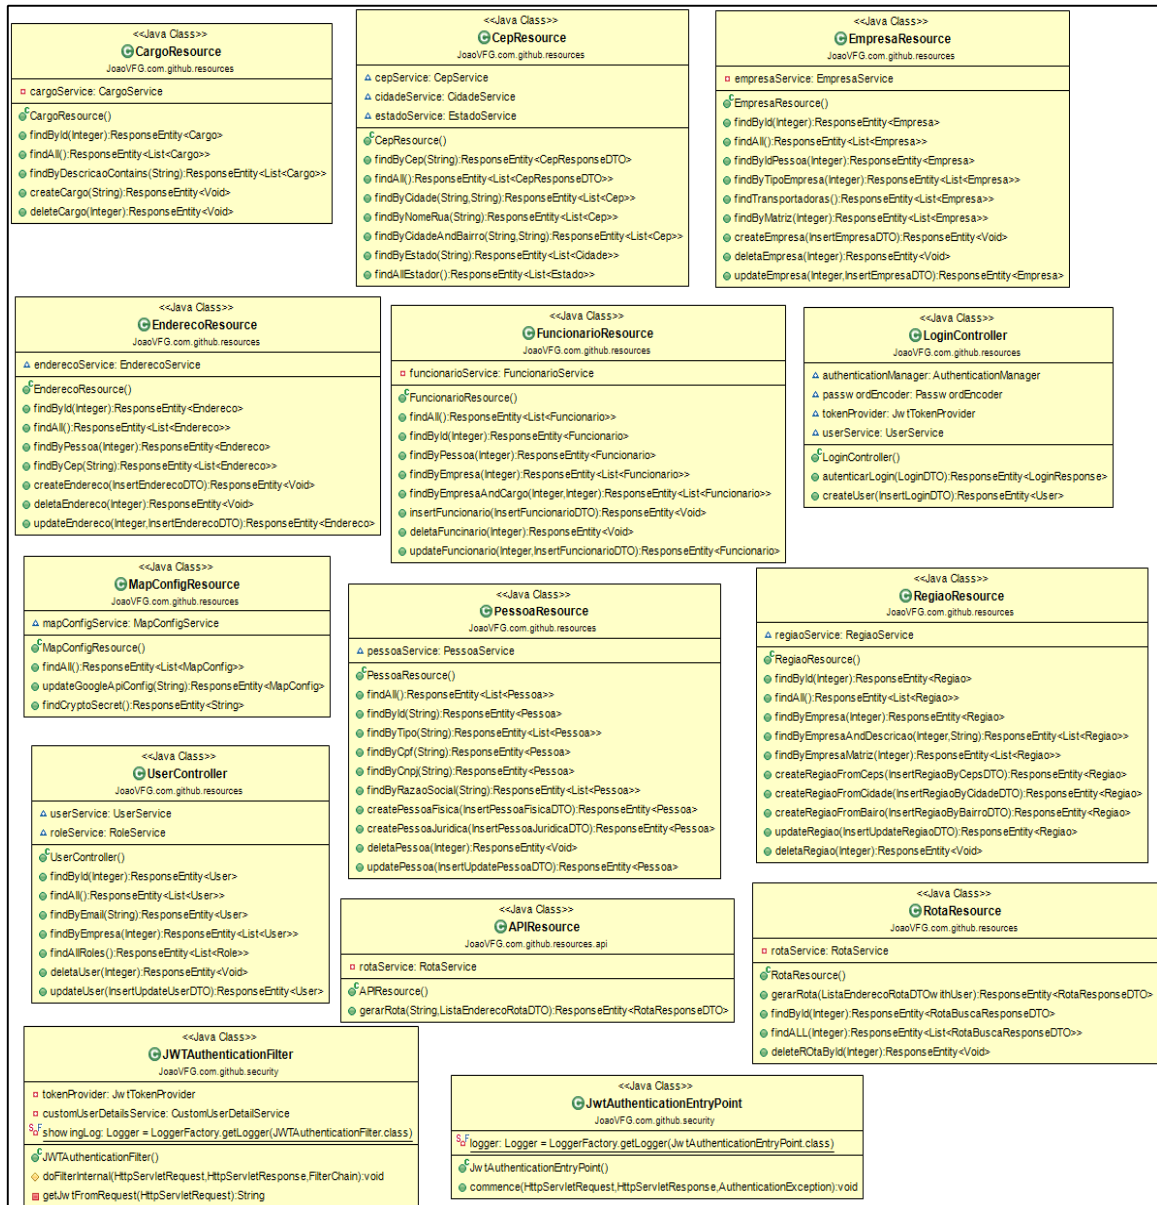 <<Java Class>>
CargoResource
JoaoVFG.com.github.resources
cargoService: CargoService
CargoResource()
findById(Integer):ResponseEntity<Cargo>
findAll():ResponseEntity<List<Cargo>>
findByDescricaoContains(String):ResponseEntity<List<Cargo>>
createCargo(String):ResponseEntity<Void>
deleteCargo(Integer):ResponseEntity<Void>
<<Java Class>>
CepResource
JoaoVFG.com.github.resources
cepService: CepService
cidadeService: CidadeService
estadoService: EstadoService
CepResource()
findByCep(String):ResponseEntity<CepResponseDTO>
findAll():ResponseEntity<List<CepResponseDTO>>
findByCidade(String,String):ResponseEntity<List<Cep>>
findByNomeRua(String):ResponseEntity<List<Cep>>
findByCidadeAndBairro(String,String):ResponseEntity<List<Cep>>
findByEstado(String):ResponseEntity<List<Cidade>>
findAllEstador():ResponseEntity<List<Estado>>
<<Java Class>>
EmpresaResource
JoaoVFG.com.github.resources
empresaService: EmpresaService
EmpresaResource()
findById(Integer):ResponseEntity<Empresa>
findAll():ResponseEntity<List<Empresa>>
findByIdPessoa(Integer):ResponseEntity<Empresa>
findByTipoEmpresa(Integer):ResponseEntity<List<Empresa>>
findTransportadoras():ResponseEntity<List<Empresa>>
findByMatriz(Integer):ResponseEntity<List<Empresa>>
createEmpresa(InsertEmpresaDTO):ResponseEntity<Void>
deletaEmpresa(Integer):ResponseEntity<Void>
updateEmpresa(Integer,InsertEmpresaDTO):ResponseEntity<Empresa>
<<Java Class>>
EnderecoResource
JoaoVFG.com.github.resources
enderecoService: EnderecoService
EnderecoResource()
findById(Integer):ResponseEntity<Endereco>
findAll():ResponseEntity<List<Endereco>>
findByPessoa(Integer):ResponseEntity<Endereco>
findByCep(String):ResponseEntity<List<Endereco>>
createEndereco(InsertEnderecoDTO):ResponseEntity<Void>
deletaEndereco(Integer):ResponseEntity<Void>
updateEndereco(Integer,InsertEnderecoDTO):ResponseEntity<Endereco>
<<Java Class>>
FuncionarioResource
JoaoVFG.com.github.resources
funcionarioService: FuncionarioService
FuncionarioResource()
findAll():ResponseEntity<List<Funcionario>>
findById(Integer):ResponseEntity<Funcionario>
findByPessoa(Integer):ResponseEntity<Funcionario>
findByEmpresa(Integer):ResponseEntity<List<Funcionario>>
findByEmpresaAndCargo(Integer,Integer):ResponseEntity<List<Funcionario>>
insertFuncionario(InsertFuncionarioDTO):ResponseEntity<Void>
deletaFuncinario(Integer):ResponseEntity<Void>
updateFuncionario(Integer,InsertFuncionarioDTO):ResponseEntity<Funcionario>
<<Java Class>>
LoginController
JoaoVFG.com.github.resources
authenticationManager: AuthenticationManager
passwordEncoder: PasswordEncoder
tokenProvider: JwtTokenProvider
userService: UserService
LoginController()
autenticarLogin(LoginDTO):ResponseEntity<LoginResponse>
createUser(InsertLoginDTO):ResponseEntity<User>
<<Java Class>>
MapConfigResource
JoaoVFG.com.github.resources
mapConfigService: MapConfigService
MapConfigResource()
findAll():ResponseEntity<List<MapConfig>>
updateGoogleApiConfig(String):ResponseEntity<MapConfig>
findCryptoSecret():ResponseEntity<String>
<<Java Class>>
PessoaResource
JoaoVFG.com.github.resources
pessoaService: PessoaService
PessoaResource()
findAll():ResponseEntity<List<Pessoa>>
findById(String):ResponseEntity<Pessoa>
findByTipo(String):ResponseEntity<List<Pessoa>>
findByCpf(String):ResponseEntity<Pessoa>
findByCnpj(String):ResponseEntity<Pessoa>
findByRazaoSocial(String):ResponseEntity<List<Pessoa>>
createPessoaFisica(InsertPessoaFisicaDTO):ResponseEntity<Pessoa>
createPessoaJuridica(InsertPessoaJuridicaDTO):ResponseEntity<Pessoa>
deletaPessoa(Integer):ResponseEntity<Void>
updatePessoa(InsertUpdatePessoaDTO):ResponseEntity<Pessoa>
<<Java Class>>
RegiaoResource
JoaoVFG.com.github.resources
regiaoService: RegiaoService
RegiaoResource()
findById(Integer):ResponseEntity<Regiao>
findAll():ResponseEntity<List<Regiao>>
findByEmpresa(Integer):ResponseEntity<Regiao>
findByEmpresaAndDescricao(Integer,String):ResponseEntity<List<Regiao>>
findByEmpresaMatriz(Integer):ResponseEntity<List<Regiao>>
createRegiaoFromCeps(InsertRegiaoByCepsDTO):ResponseEntity<Regiao>
createRegiaoFromCidade(InsertRegiaoByCidadeDTO):ResponseEntity<Regiao>
createRegiaoFromBairo(InsertRegiaoByBairroDTO):ResponseEntity<Regiao>
updateRegiao(InsertUpdateRegiaoDTO):ResponseEntity<Regiao>
deletaRegiao(Integer):ResponseEntity<Void>
<<Java Class>>
UserController
JoaoVFG.com.github.resources
userService: UserService
roleService: RoleService
UserController()
findById(Integer):ResponseEntity<User>
findAll():ResponseEntity<List<User>>
findByEmail(String):ResponseEntity<User>
findByEmpresa(Integer):ResponseEntity<List<User>>
findAllRoles():ResponseEntity<List<Role>>
deletaUser(Integer):ResponseEntity<Void>
updateUser(InsertUpdateUserDTO):ResponseEntity<User>
<<Java Class>>
APIResource
JoaoVFG.com.github.resources.api
rotaService: RotaService
APIResource()
gerarRota(String,ListaEnderecoRotaDTO):ResponseEntity<RotaResponseDTO>
<<Java Class>>
RotaResource
JoaoVFG.com.github.resources
rotaService: RotaService
RotaResource()
gerarRota(ListaEnderecoRotaDTOwithUser):ResponseEntity<RotaResponseDTO>
findById(Integer):ResponseEntity<RotaBuscaResponseDTO>
findALL(Integer):ResponseEntity<List<RotaBuscaResponseDTO>>
deleteROtaById(Integer):ResponseEntity<Void>
<<Java Class>>
JWTAuthenticationFilter
JoaoVFG.com.github.security
tokenProvider: JwtTokenProvider
customUserDetailsService: CustomUserDetailService
showingLog: Logger = LoggerFactory.getLogger(JWTAuthenticationFilter.class)
JWTAuthenticationFilter()
doFilterInternal(HttpServletRequest,HttpServletResponse,FilterChain):void
getJwtFromRequest(HttpServletRequest):String
<<Java Class>>
JwtAuthenticationEntryPoint
JoaoVFG.com.github.security
logger: Logger = LoggerFactory.getLogger(JwtAuthenticationEntryPoint.class)
JwtAuthenticationEntryPoint()
commence(HttpServletRequest,HttpServletResponse,AuthenticationException):void